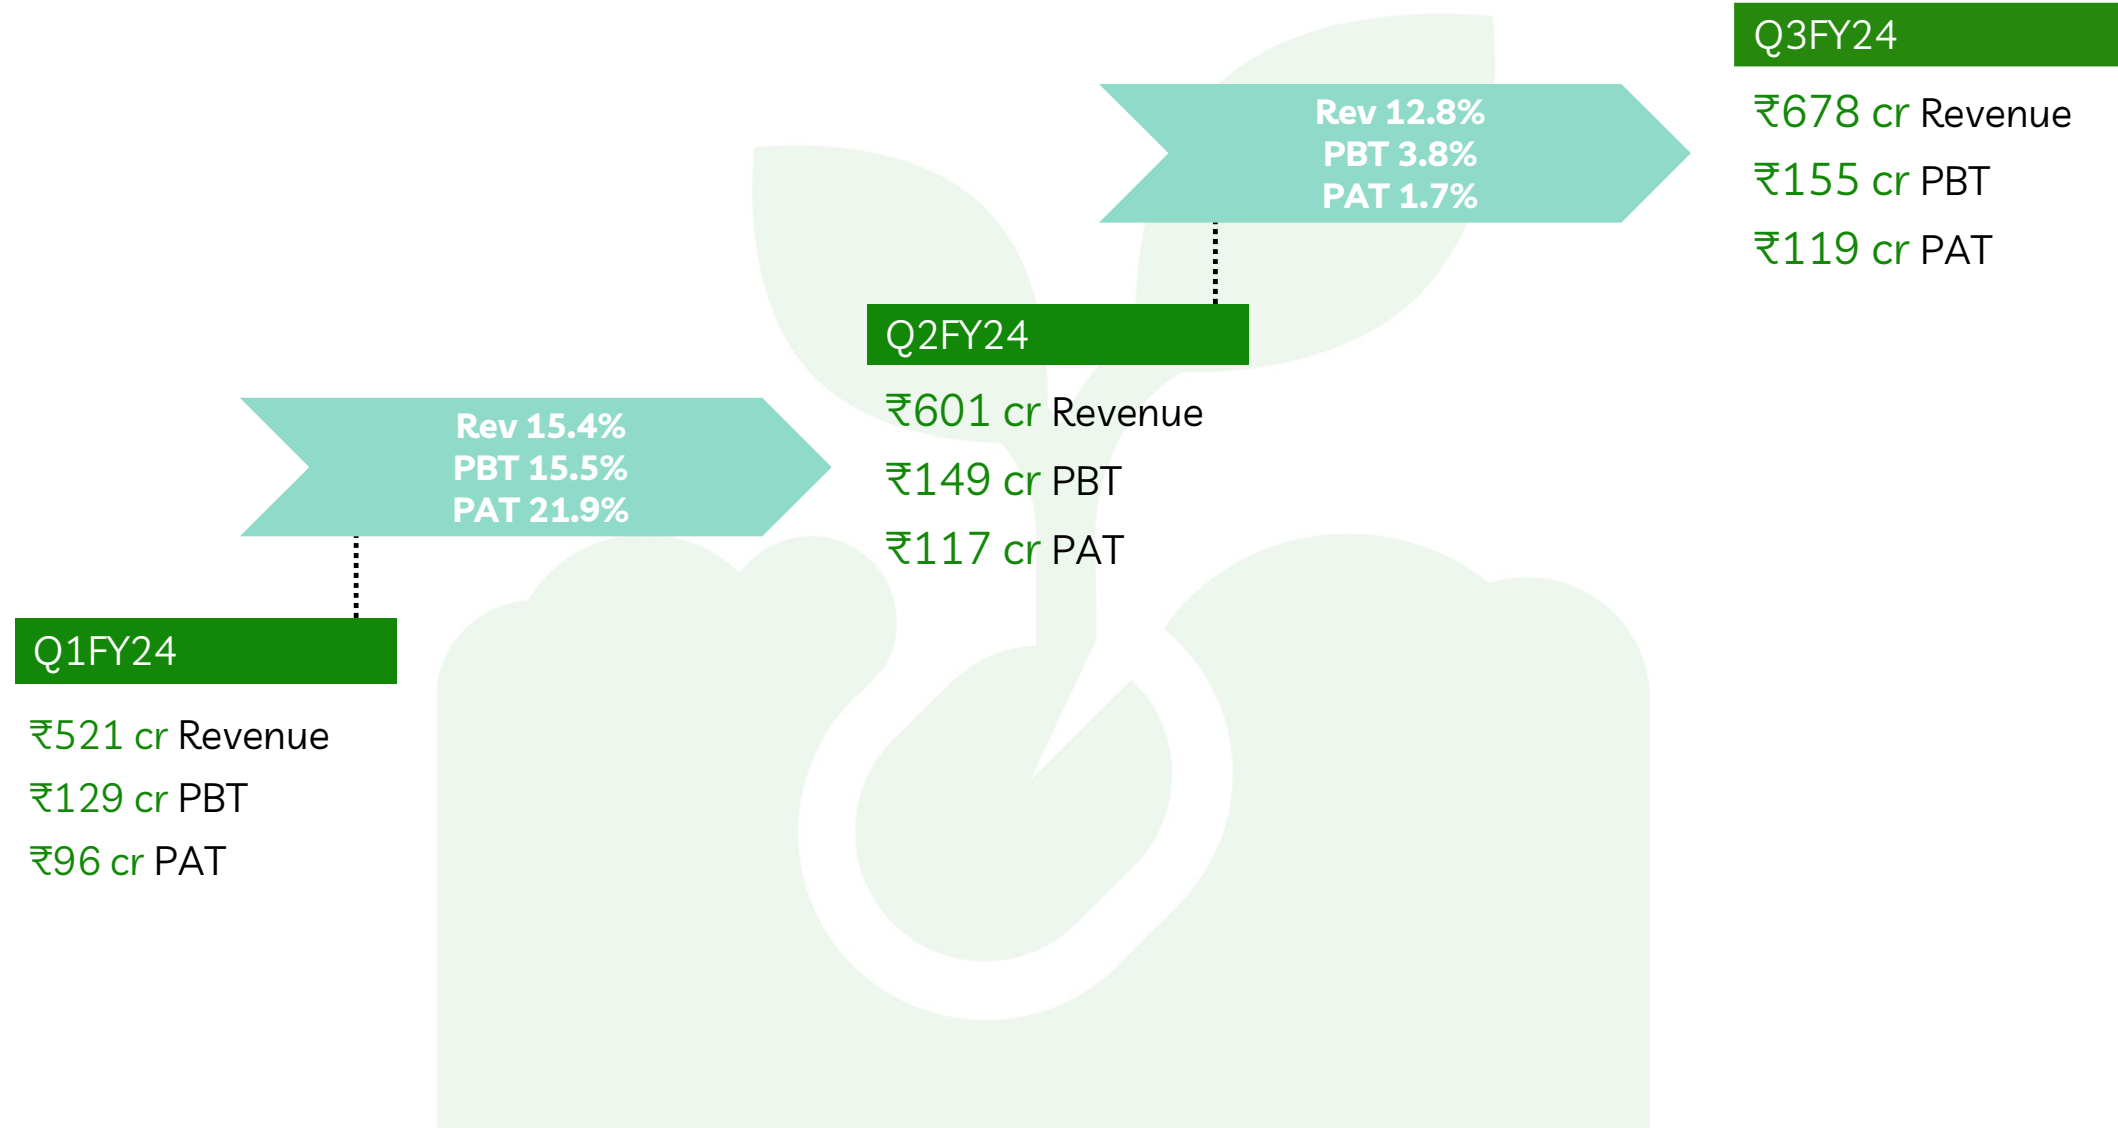 Q1FY24
₹521 cr Revenue
₹129 cr PBT
₹96 cr PAT
Rev 15.4%
PBT 15.5%
PAT 21.9%
Q2FY24
₹601 cr Revenue
₹149 cr PBT
₹117 cr PAT
Rev 12.8%
PBT 3.8%
PAT 1.7%
Q3FY24
₹678 cr Revenue
₹155 cr PBT
₹119 cr PAT